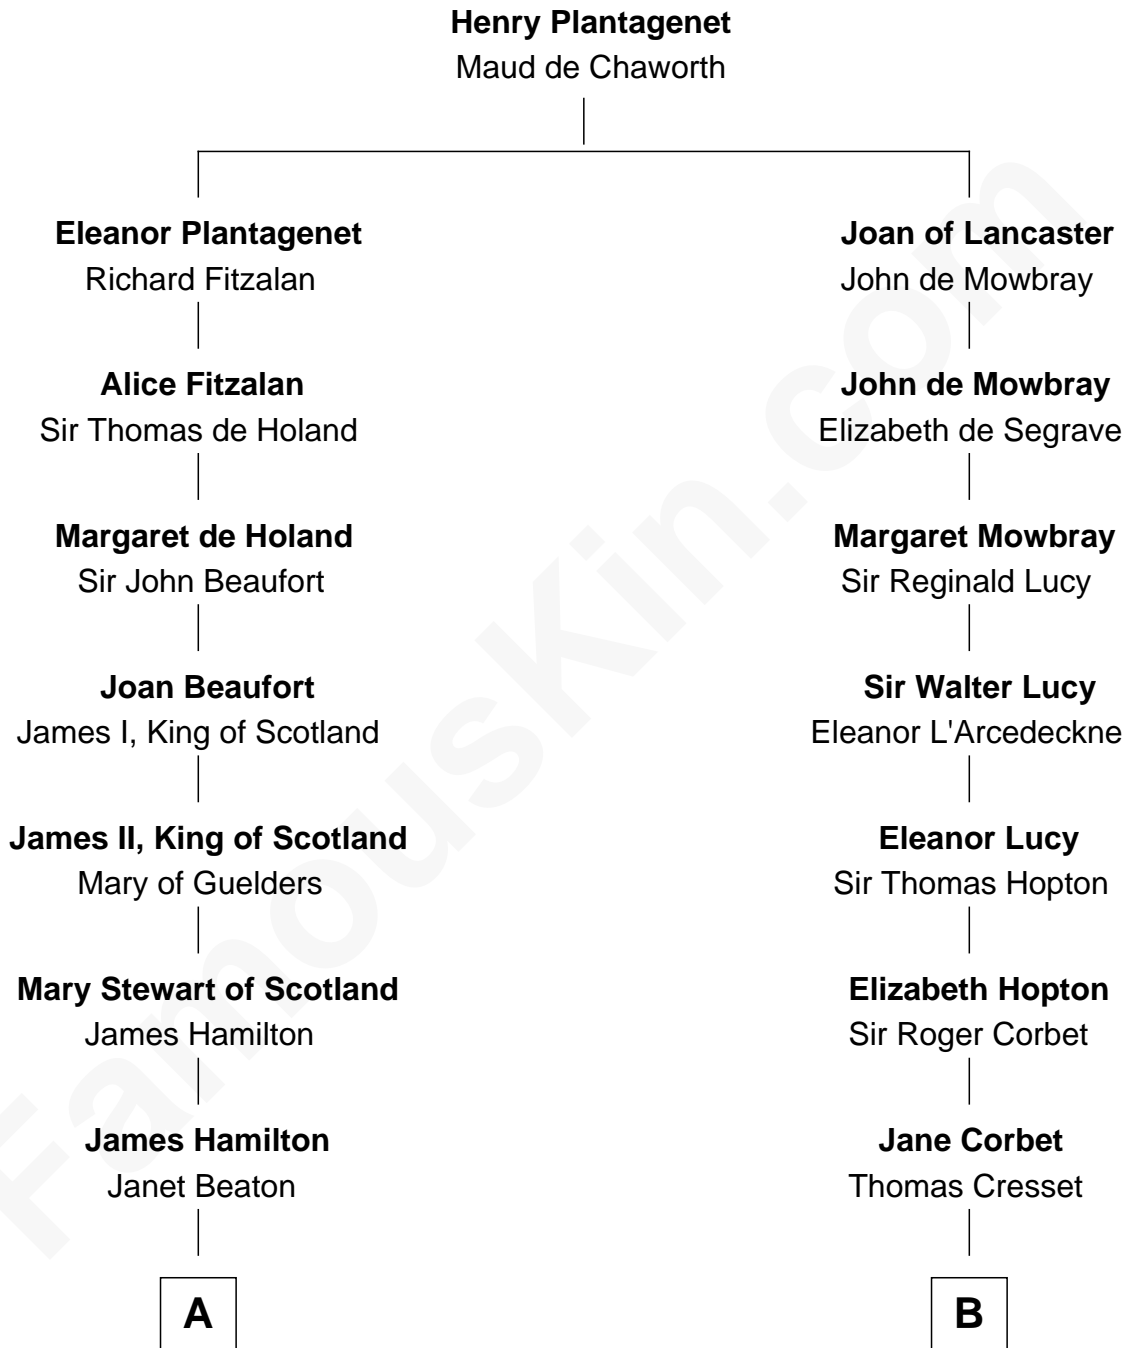 Henry Plantagenet
Maud de Chaworth
Eleanor Plantagenet
Richard Fitzalan
Joan of Lancaster
John de Mowbray
Alice Fitzalan
Sir Thomas de Holand
John de Mowbray
Elizabeth de Segrave
Margaret de Holand
Sir John Beaufort
Margaret Mowbray
Sir Reginald Lucy
Joan Beaufort
James I, King of Scotland
Sir Walter Lucy
Eleanor L'Arcedeckne
James II, King of Scotland
Mary of Guelders
Eleanor Lucy
Sir Thomas Hopton
Mary Stewart of Scotland
James Hamilton
Elizabeth Hopton
Sir Roger Corbet
James Hamilton
Janet Beaton
Jane Corbet
Thomas Cresset
A
B
FamousKin.com